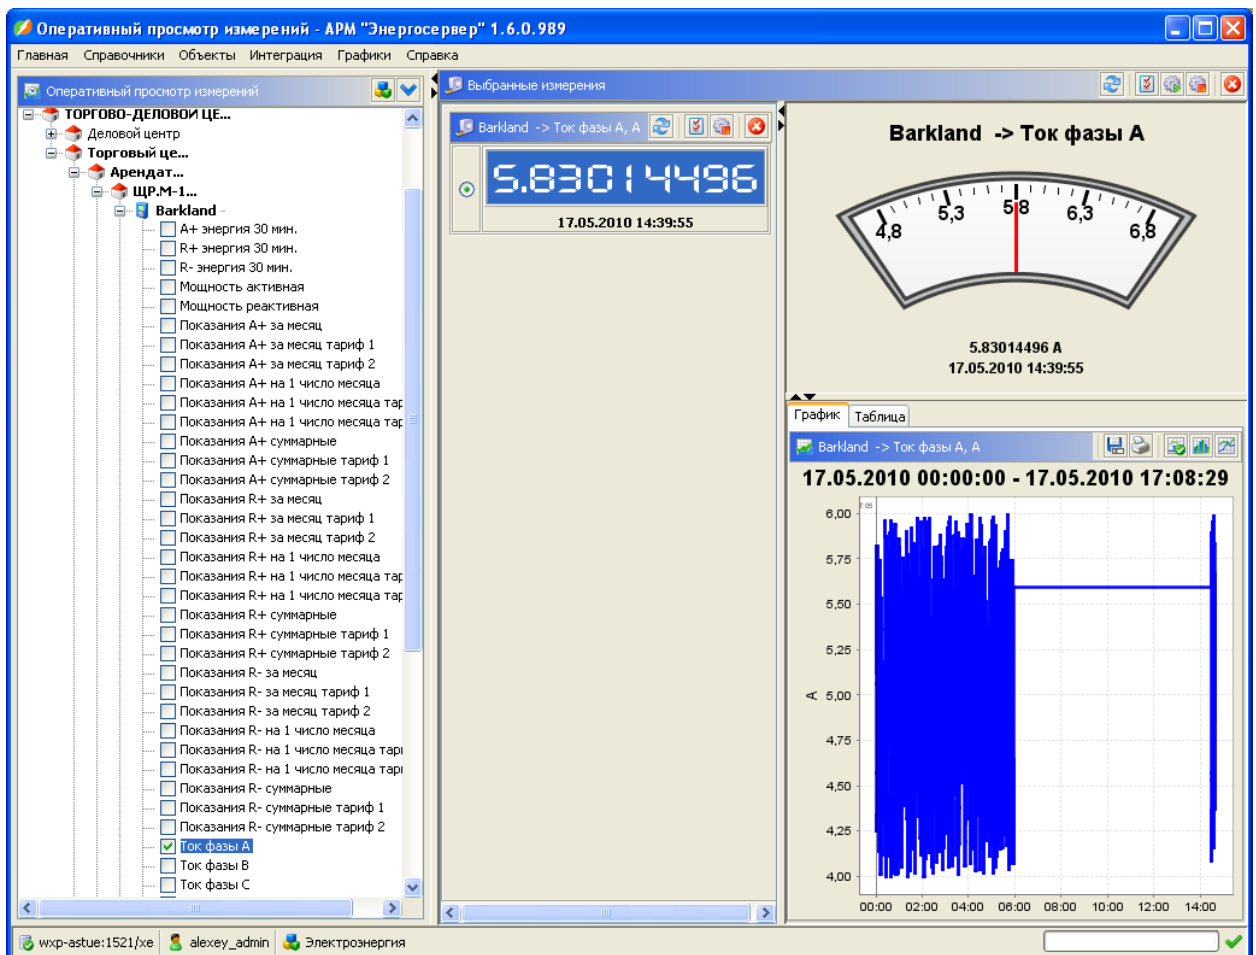 Оперативный просмотр измерений - АРМ "Энергосервер" 1.6.0.989
Главная Справочники Объекты Интеграция Графики Справка
Оперативный просмотр измерений
ТОРГОВО-ДЕЛОВОЙ ЦЕ...
Деловой центр
Торговый це...
Арендат...
ЩР.М-1...
Barkland -
A+ энергия 30 мин.
R+ энергия 30 мин.
R- энергия 30 мин.
Мощность активная
Мощность реактивная
Показания A+ за месяц
Показания A+ за месяц тариф 1
Показания A+ за месяц тариф 2
Показания A+ на 1 число месяца
Показания A+ на 1 число месяца тар
Показания A+ на 1 число месяца тар
Показания A+ суммарные
Показания A+ суммарные тариф 1
Показания A+ суммарные тариф 2
Показания R+ за месяц
Показания R+ за месяц тариф 1
Показания R+ за месяц тариф 2
Показания R+ на 1 число месяца
Показания R+ на 1 число месяца тар
Показания R+ на 1 число месяца тар
Показания R+ суммарные
Показания R+ суммарные тариф 1
Показания R+ суммарные тариф 2
Показания R- за месяц
Показания R- за месяц тариф 1
Показания R- за месяц тариф 2
Показания R- на 1 число месяца
Показания R- на 1 число месяца тари
Показания R- на 1 число месяца тари
Показания R- суммарные
Показания R- суммарные тариф 1
Показания R- суммарные тариф 2
Ток фазы A
Ток фазы B
Ток фазы C
Выбранные измерения
Barkland -> Ток фазы A, A
5.83014496
17.05.2010 14:39:55
Barkland -> Ток фазы A
4,8 5,3 5,8 6,3 6,8
5.83014496 A
17.05.2010 14:39:55
График Таблица
Barkland -> Ток фазы A, A
17.05.2010 00:00:00 - 17.05.2010 17:08:29
6,00
5,75
5,50
5,25
5,00
4,75
4,50
4,25
4,00
A
00:00 02:00 04:00 06:00 08:00 10:00 12:00 14:00
wxp-astue:1521/xe alexey_admin Электроэнергия